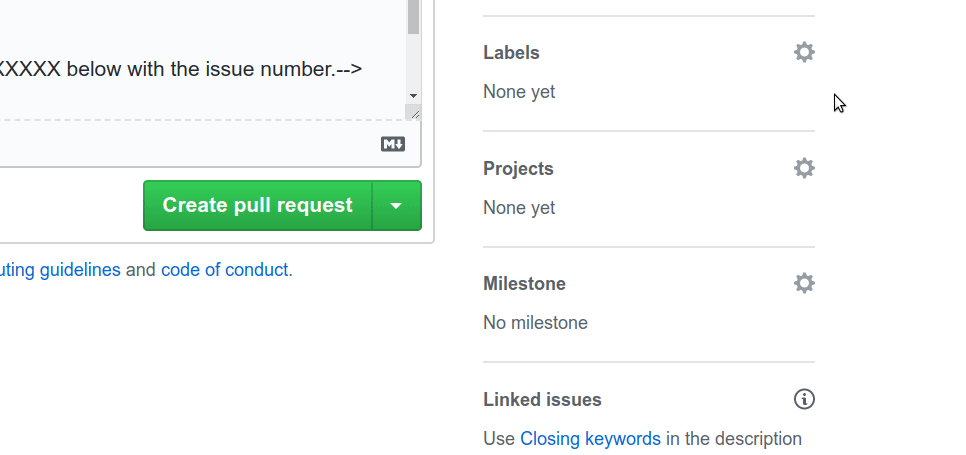 XXXXX below with the issue number.-->
M
Create pull request
uting guidelines and code of conduct.
Labels
None yet
Projects
None yet
Milestone
No milestone
Linked issues
Use Closing keywords in the description